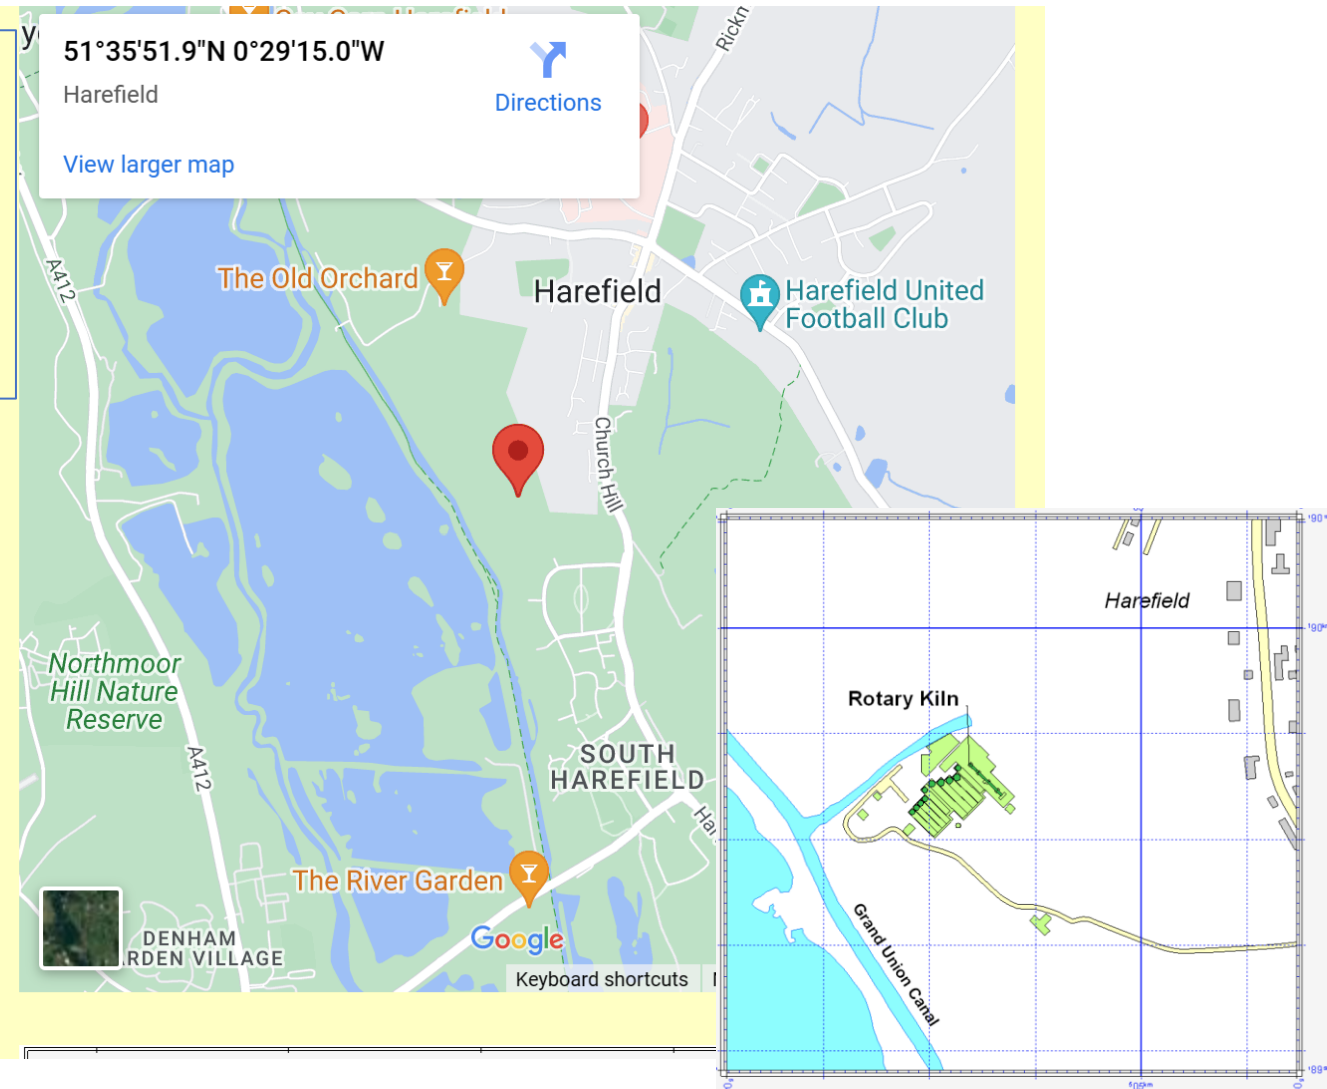 51°35'51.9"N 0°29'15.0"W
Harefield
Directions
View larger map
A412
The Old Orchard
Harefield
Harefield United
Football Club
Church Hill
Northmoor
Hill Nature
Reserve
A412
SOUTH
HAREFIELD
The River Garden
Google
DENHAM
RDEN VILLAGE
Keyboard shortcuts
Harefield
Rotary Kiln
Grand Union Canal